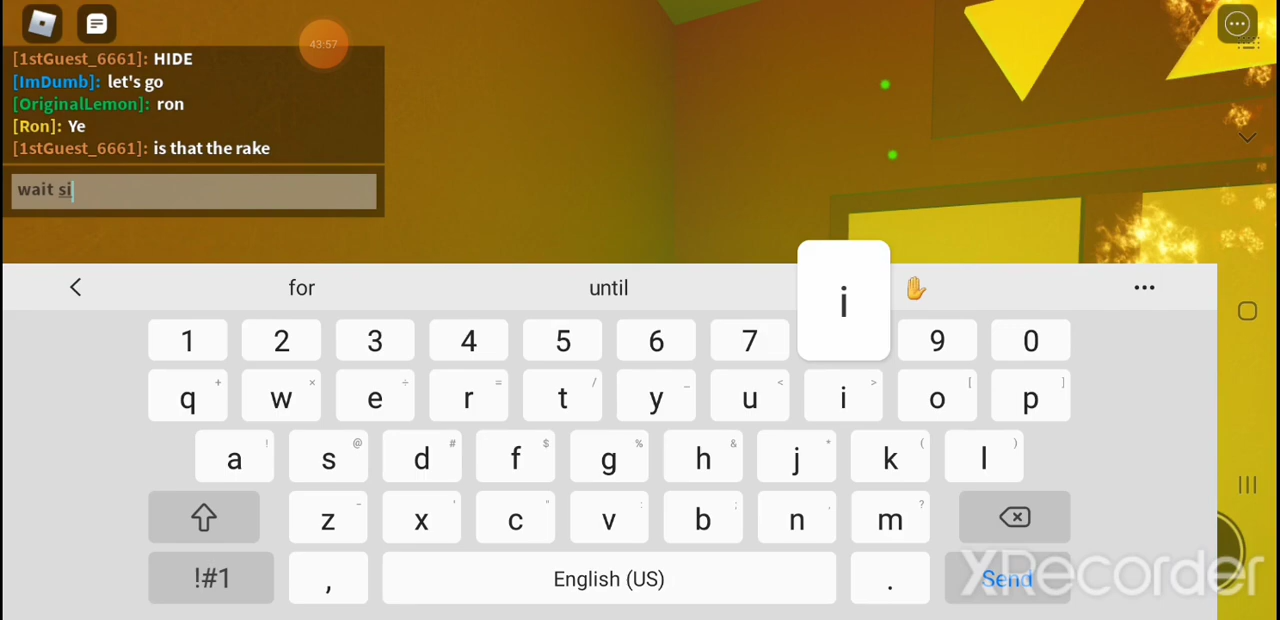 43:57
[1stGuest_6661]: HIDE
[ImDumb]: let's go
[OriginalLemon]: ron
[Ron]: Ye
[1stGuest_6661]: is that the rake
wait si
for until ✋ ...
i
1 2 3 4 5 6 7 9 0
q + w × e ÷ r = t / y _ u < i > o [ p ]
a ! s @ d # f $ g % h & j * k ( l )
z - x ' c " v : b ; n , m ?
!#1 , English (US) . Send
XRecorder